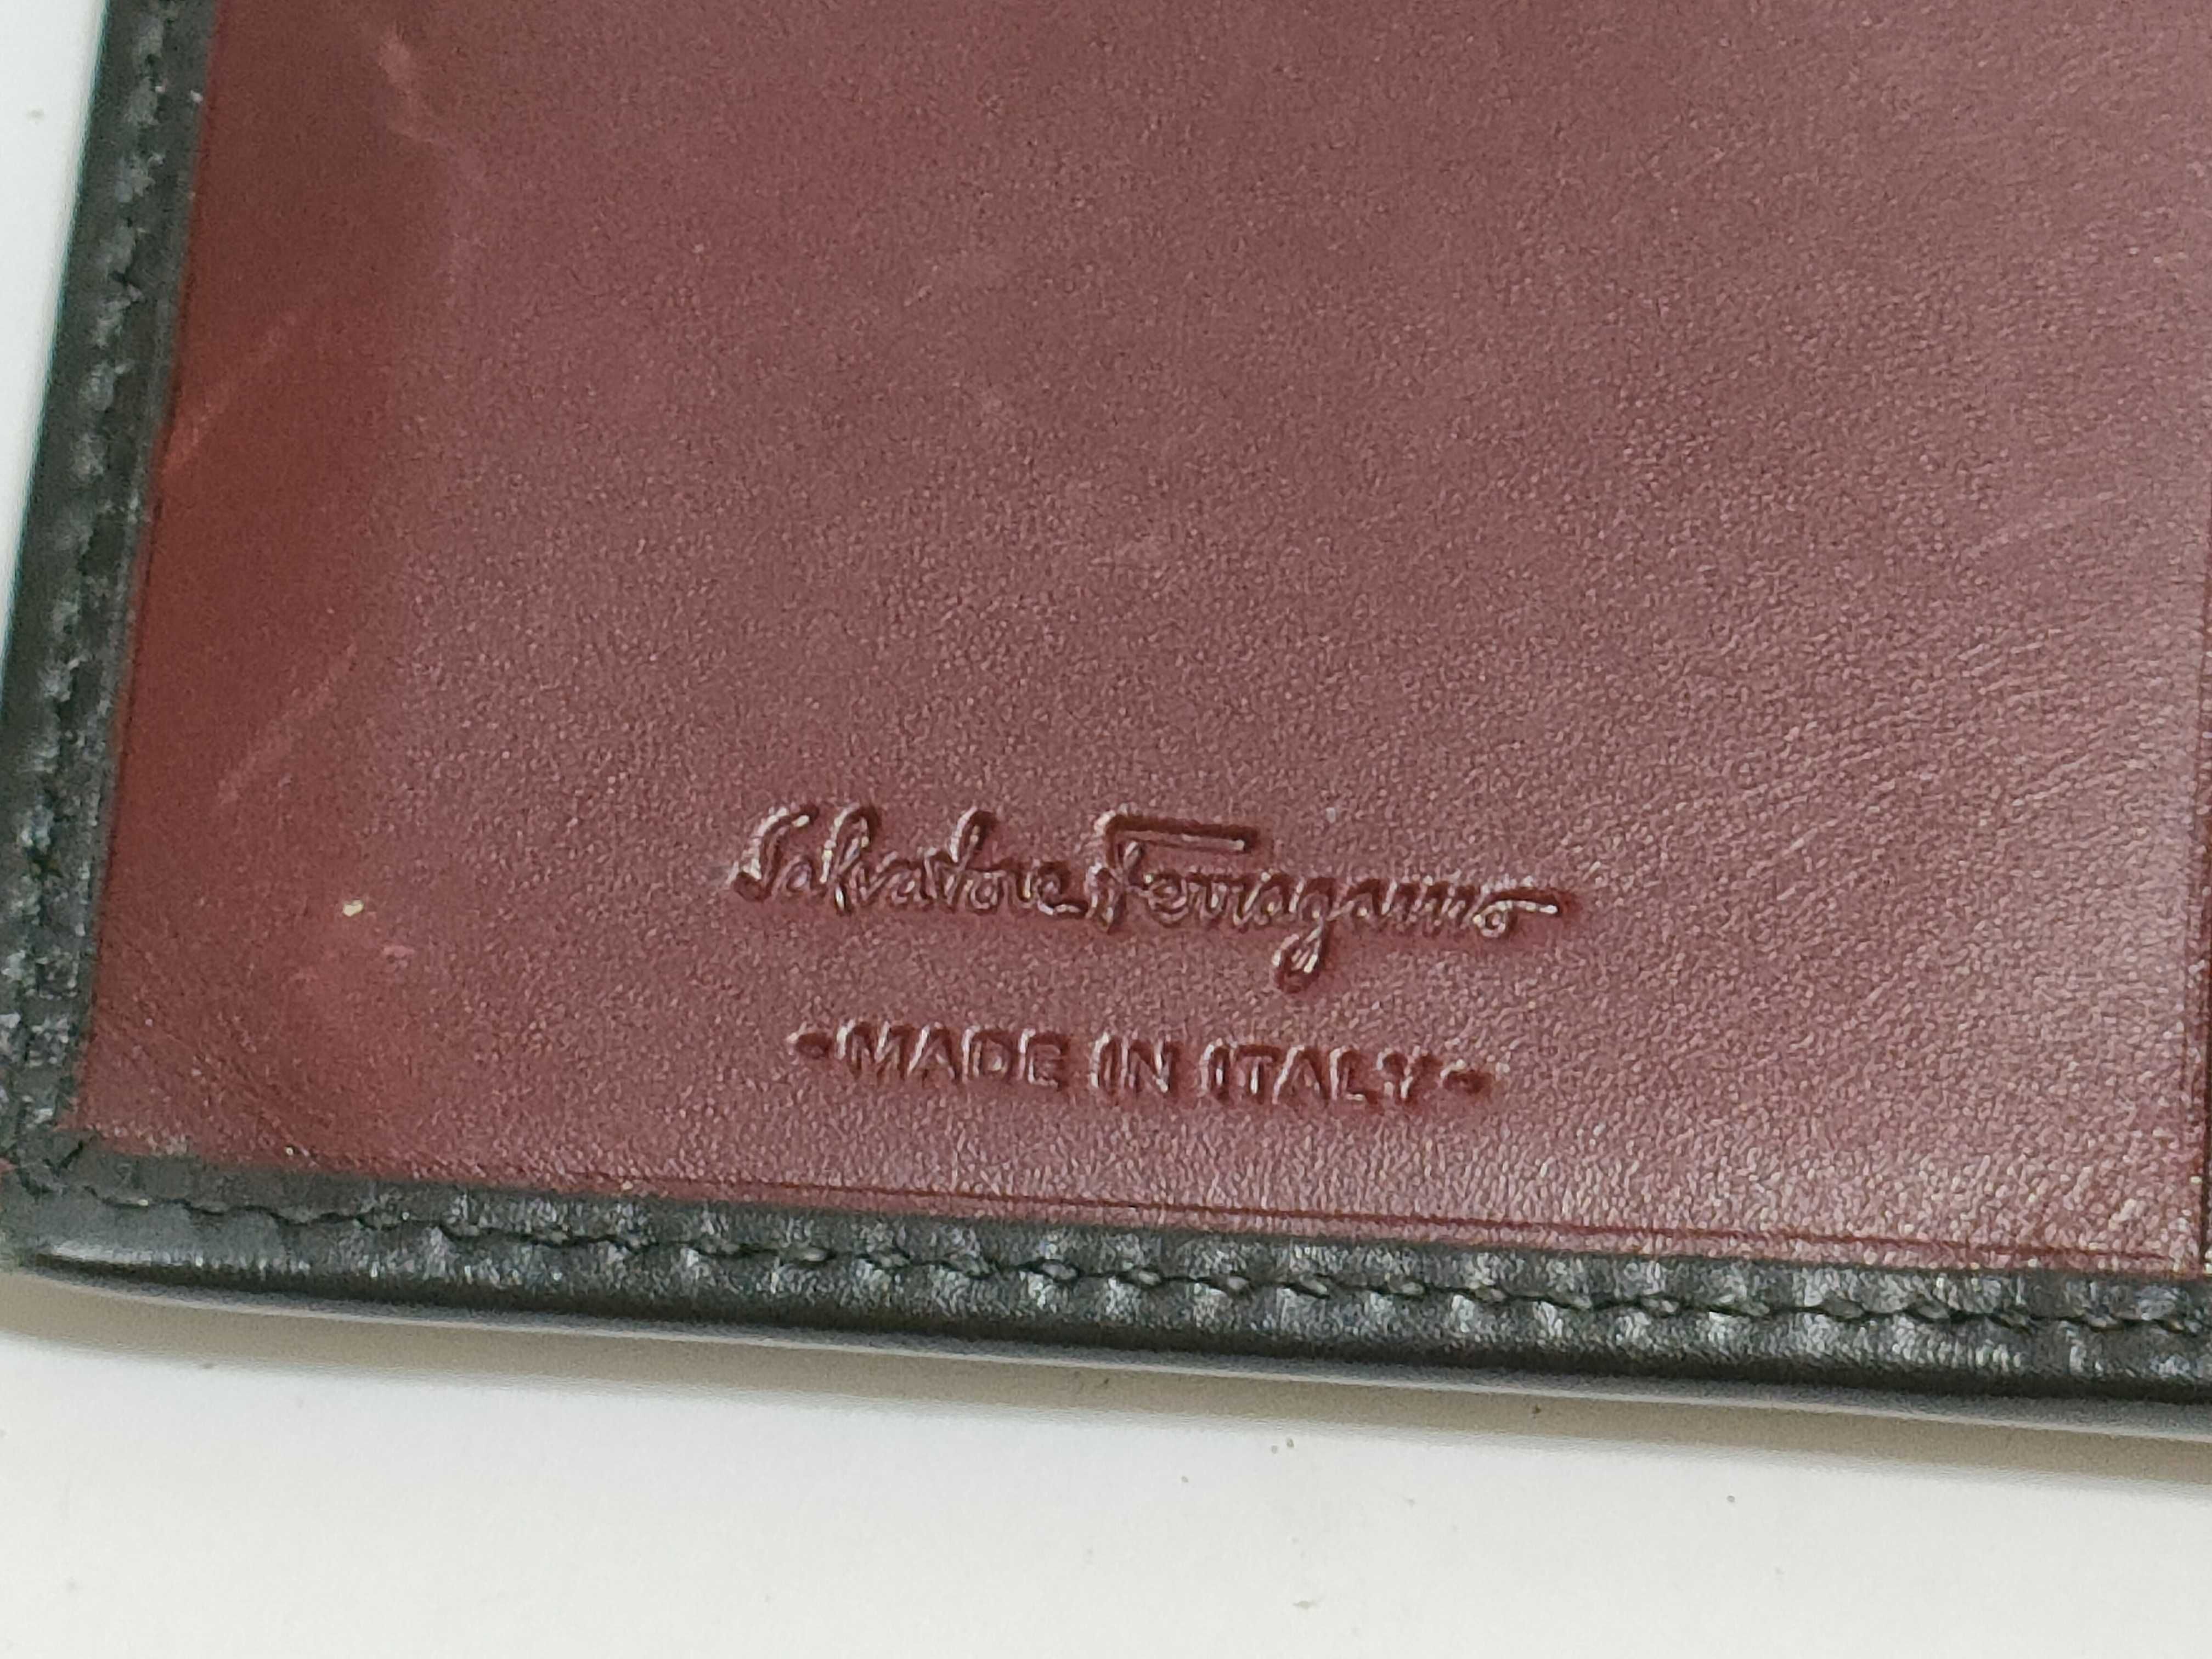 Salvatore Ferragamo
•MADE IN ITALY•